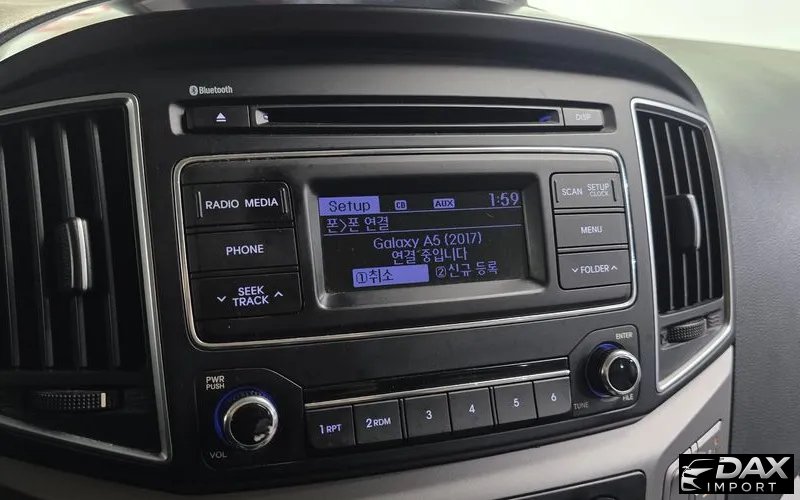 Bluetooth
DISP
RADIO MEDIA
PHONE
SEEK
TRACK
Setup CD AUX 1:59
폰>폰 연결
Galaxy A5 (2017)
연결 중입니다
①취소 ②신규 등록
SCAN SETUP
CLOCK
MENU
FOLDER
PWR
PUSH
VOL
1 RPT 2 RDM 3 4 5 6
ENTER
TUNE FILE
DAX
IMPORT